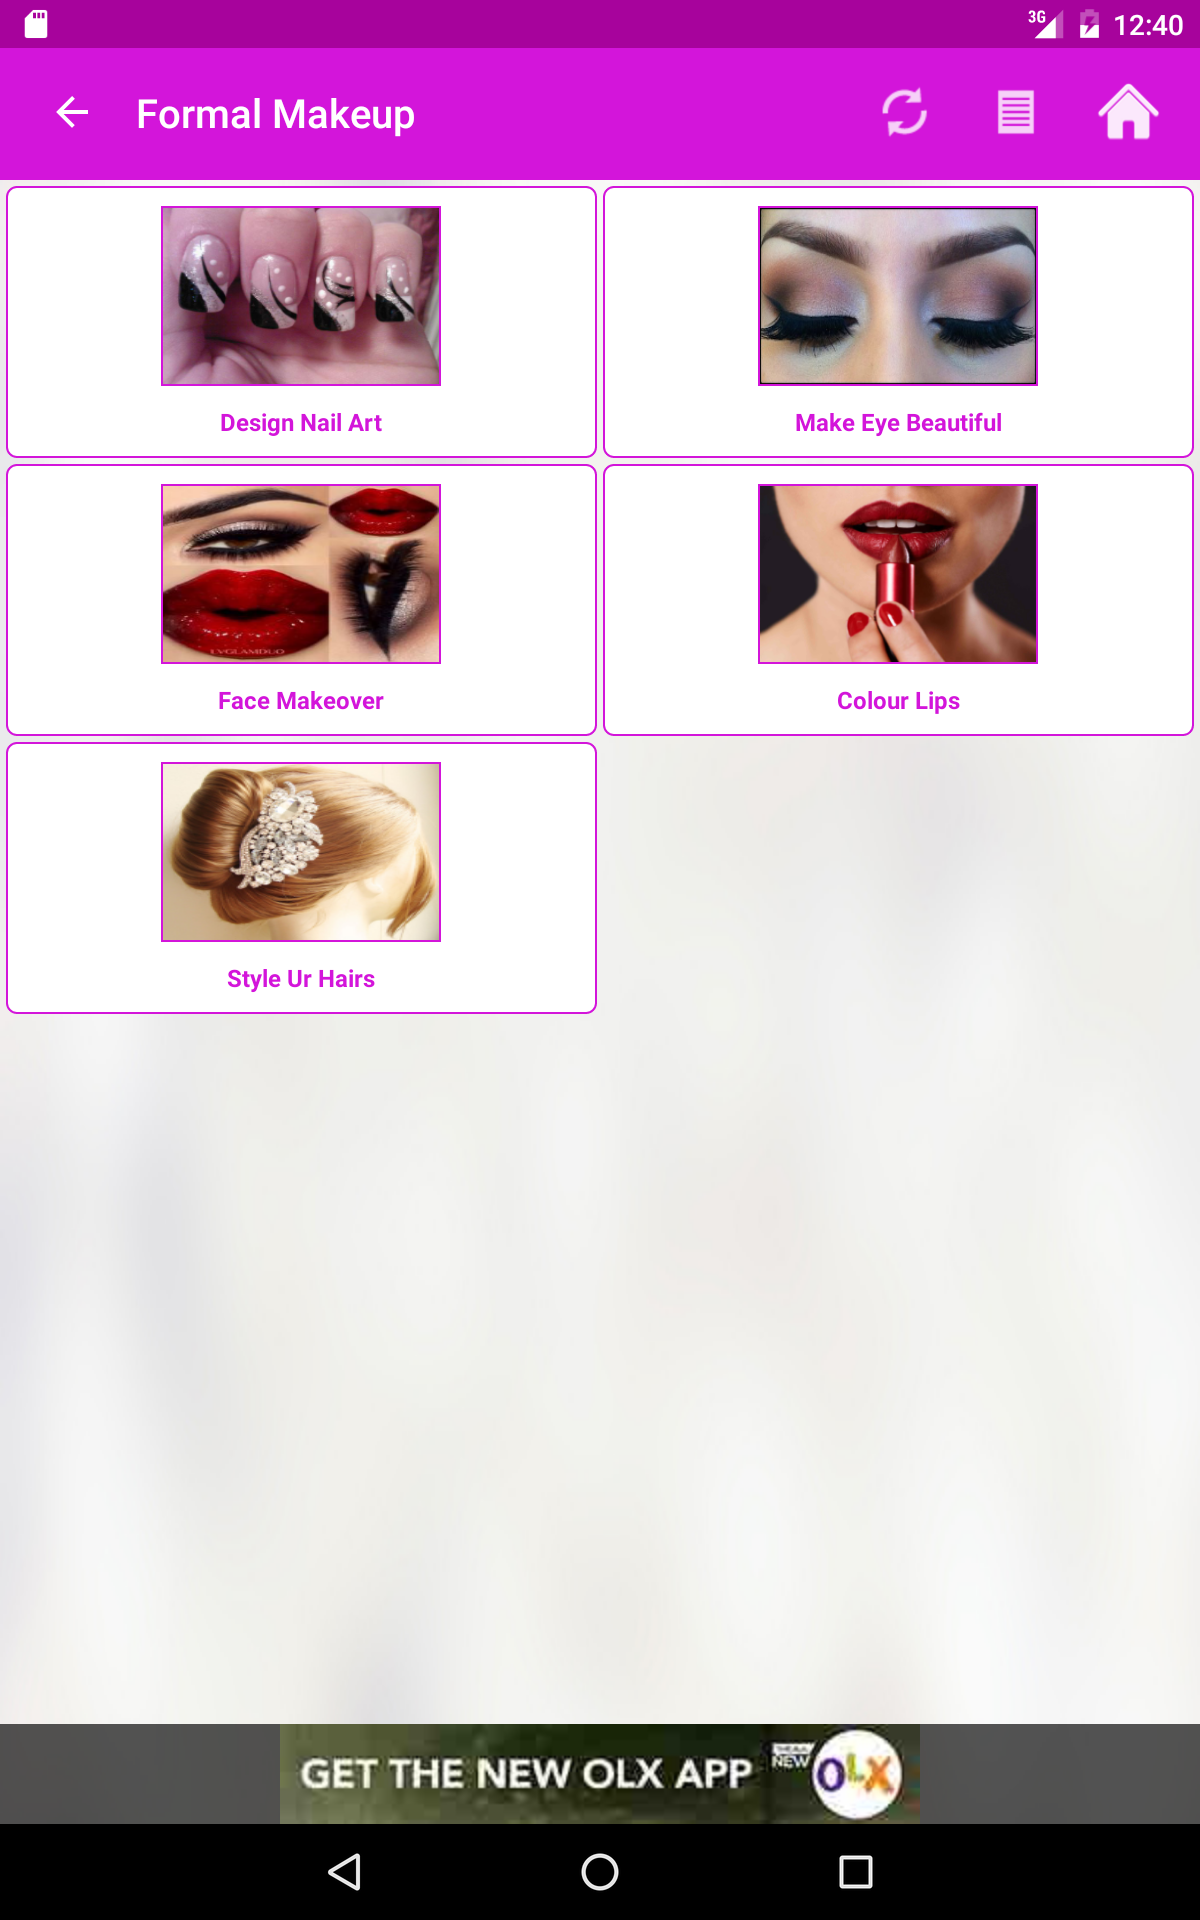 3G 12:40
Formal Makeup
Design Nail Art
Make Eye Beautiful
LVGLAMDUO
Face Makeover
Colour Lips
Style Ur Hairs
GET THE NEW OLX APP
NEW
OLX